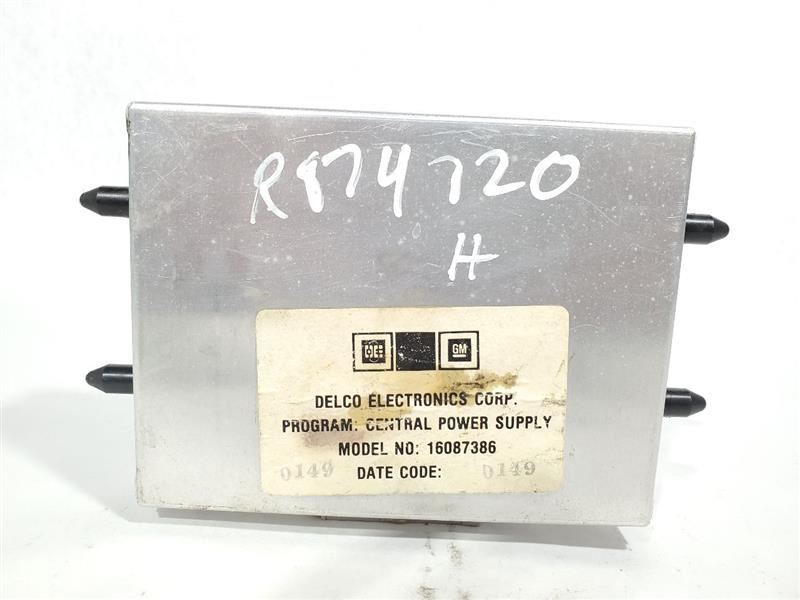 R874720
H
GM
DELCO ELECTRONICS CORP.
PROGRAM: CENTRAL POWER SUPPLY
MODEL NO: 16087386
0149 DATE CODE: 0149